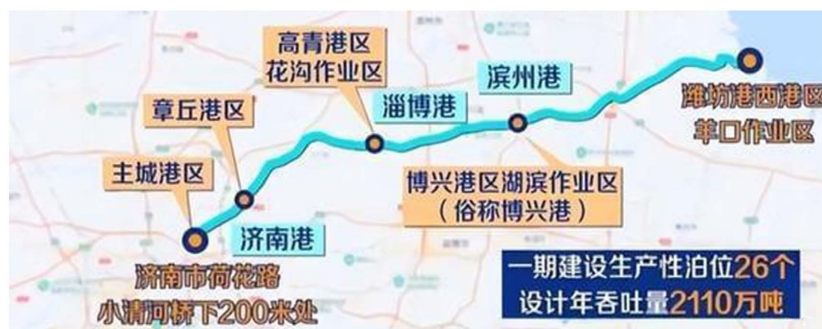 高青港区
花沟作业区
滨州港
淄博港
潍坊港西港区
羊口作业区
章丘港区
主城港区
博兴港区湖滨作业区
（俗称博兴港）
济南港
济南市荷花路
小清河桥下200米处
一期建设生产性泊位26个
设计年吞吐量2110万吨